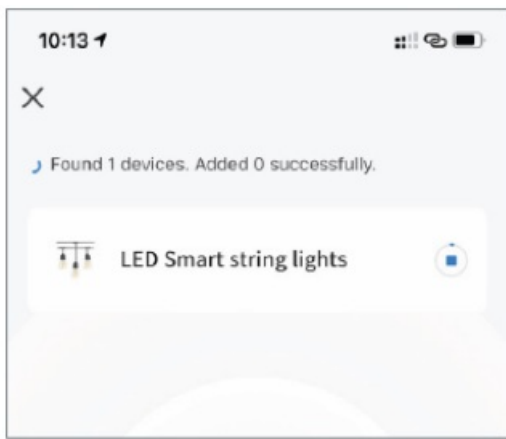 10:13
Found 1 devices. Added 0 successfully.
LED Smart string lights